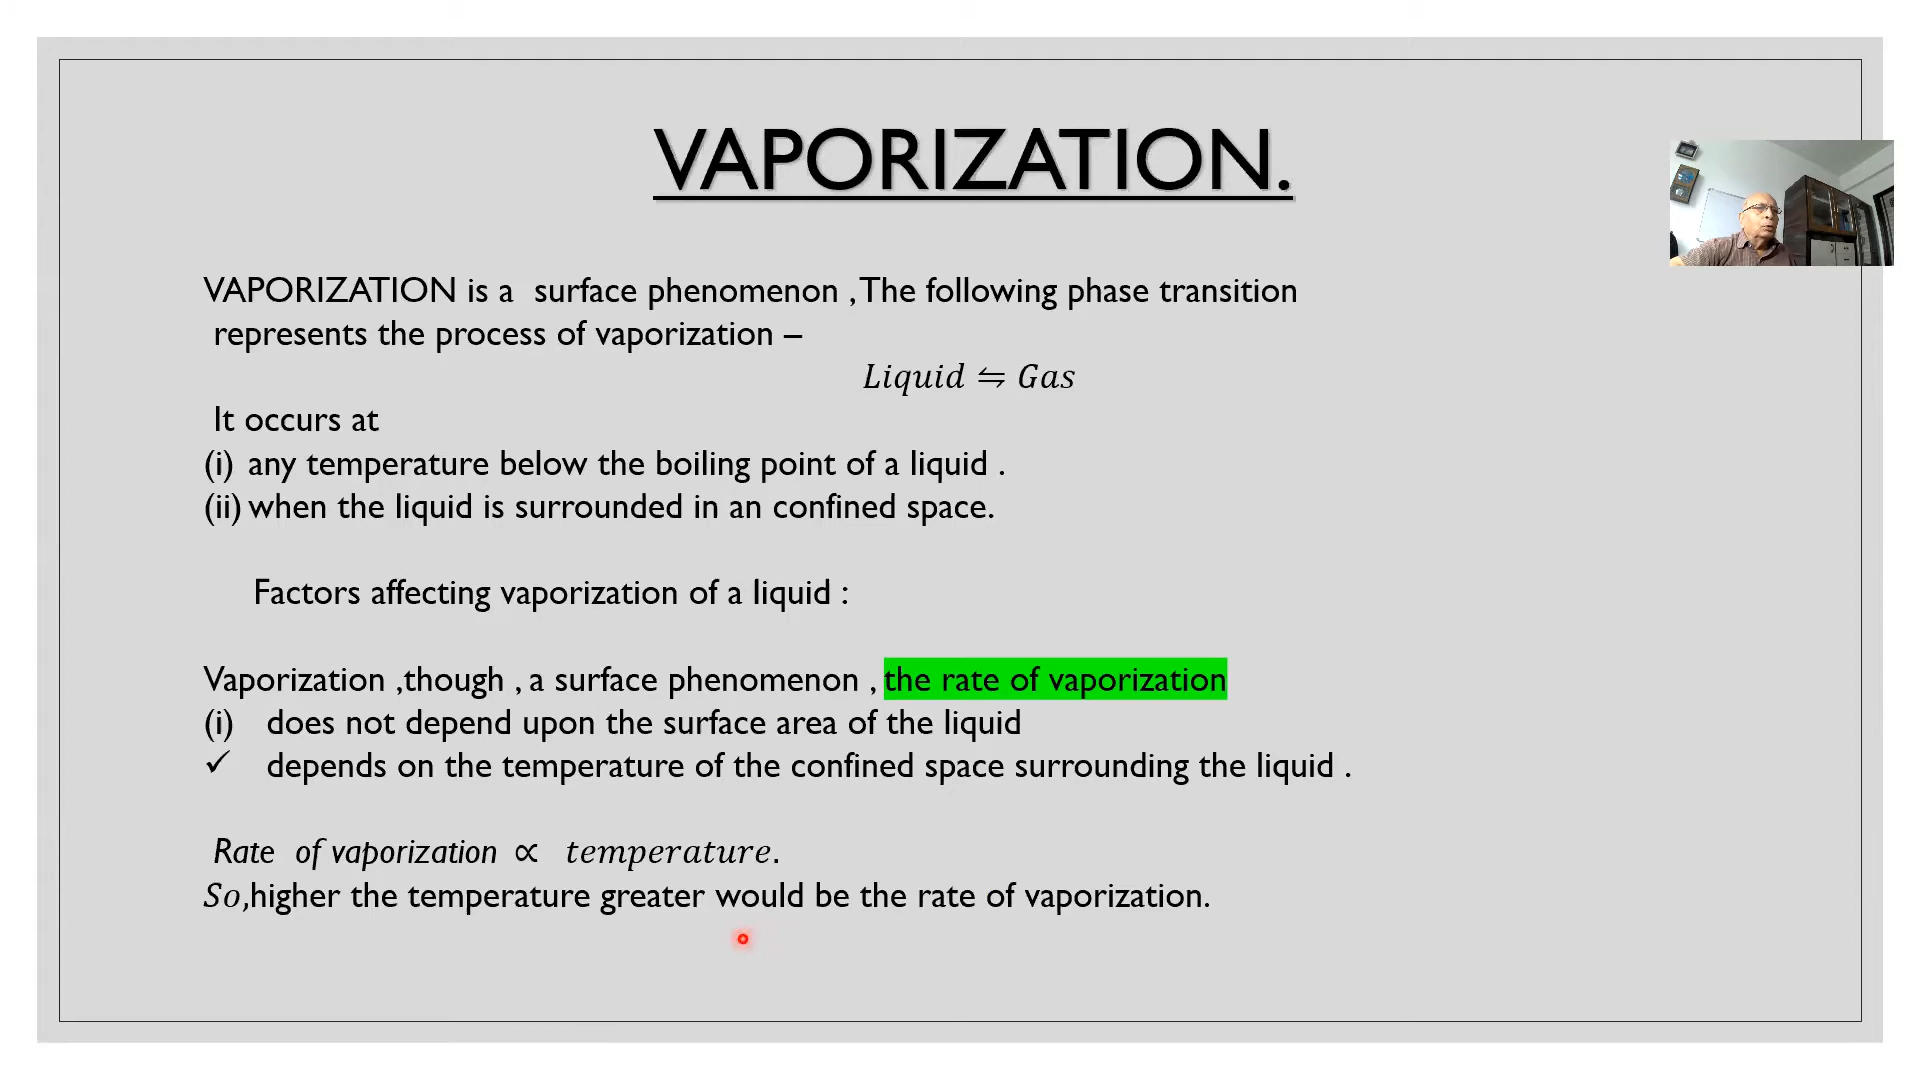 VAPORIZATION.
VAPORIZATION is a surface phenomenon ,The following phase transition
represents the process of vaporization –
Liquid ⇋ Gas
It occurs at
(i) any temperature below the boiling point of a liquid .
(ii) when the liquid is surrounded in an confined space.
Factors affecting vaporization of a liquid :
Vaporization ,though , a surface phenomenon , the rate of vaporization
(i) does not depend upon the surface area of the liquid
✓ depends on the temperature of the confined space surrounding the liquid .
Rate of vaporization ∝ temperature.
So,higher the temperature greater would be the rate of vaporization.